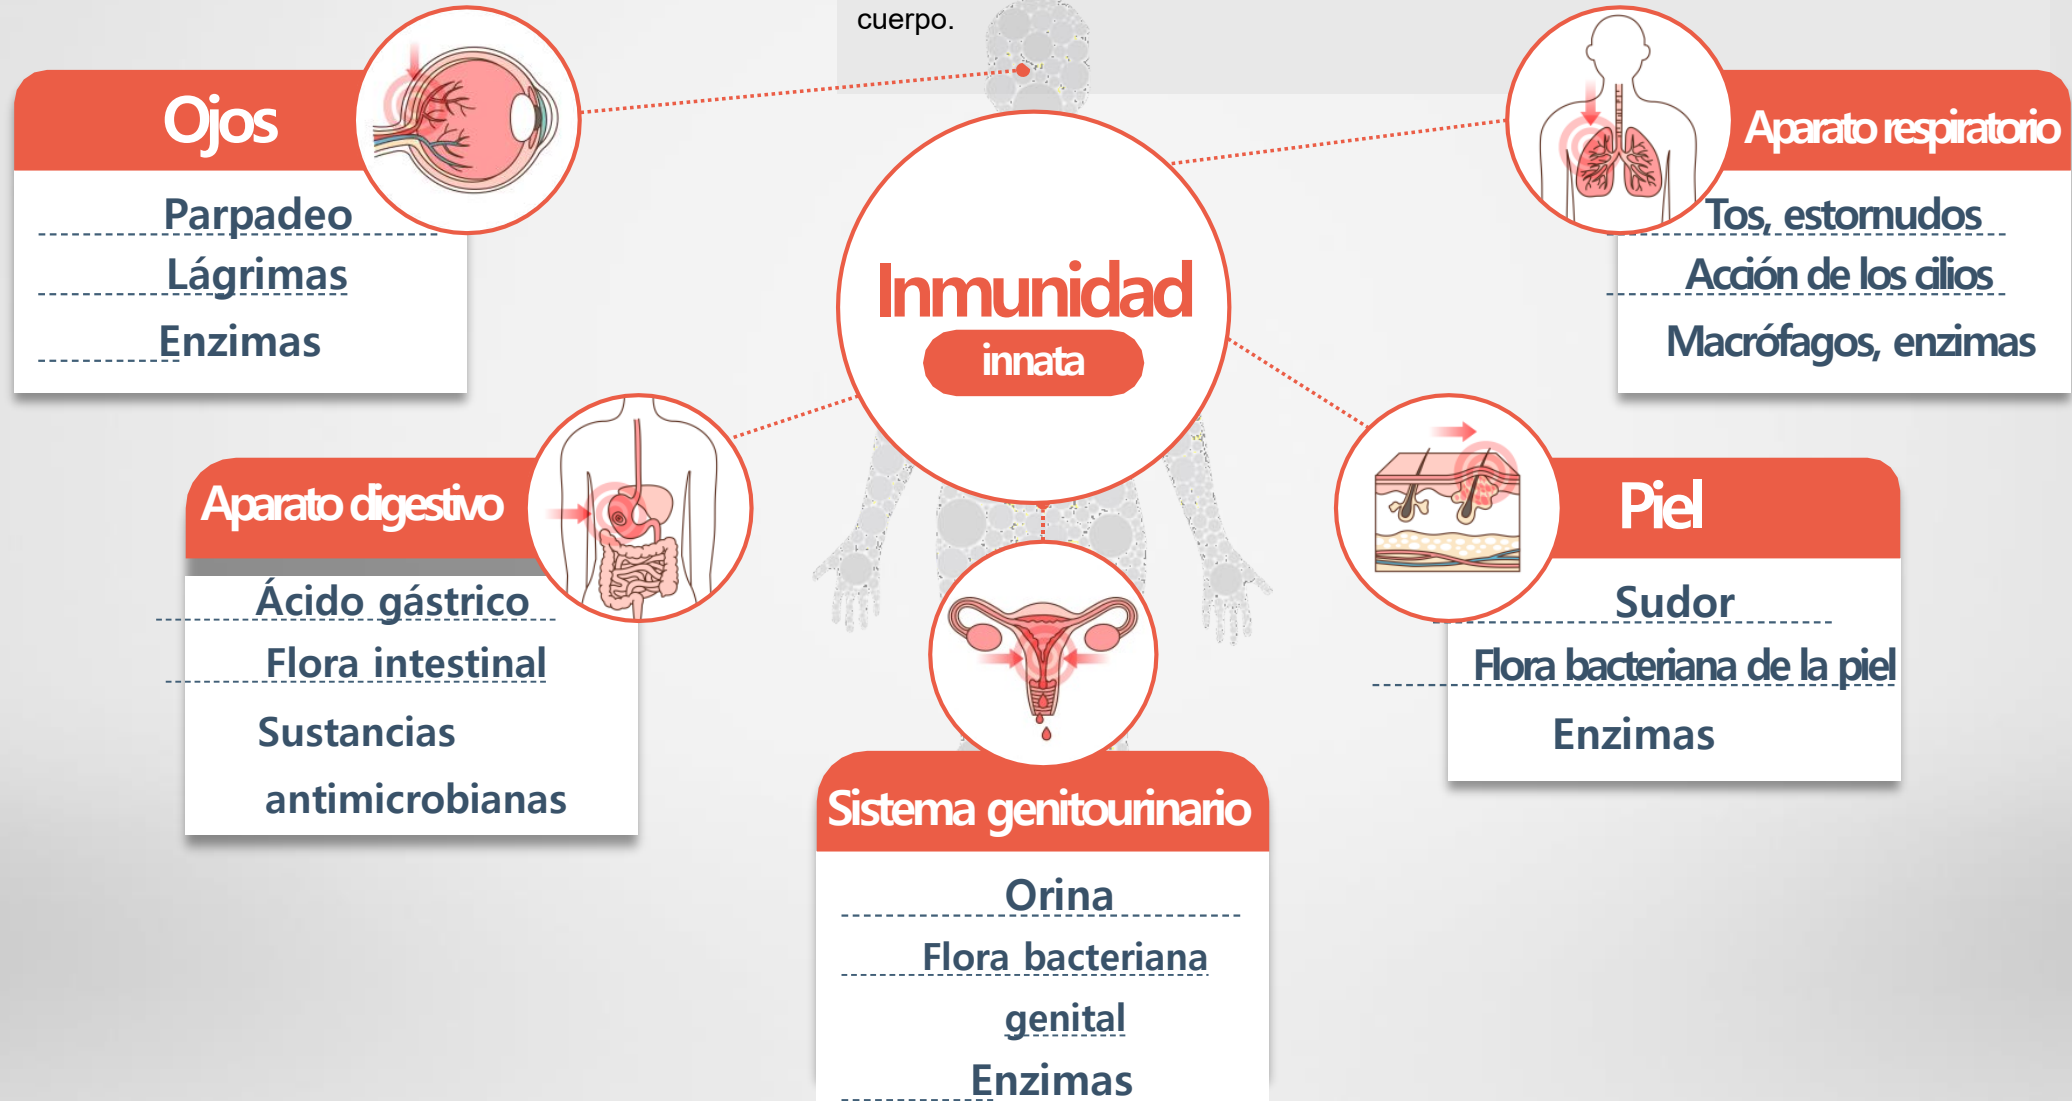 cuerpo.
Ojos
Parpadeo
Lágrimas
Enzimas
Inmunidad
innata
Aparato respiratorio
Tos, estornudos
Acción de los cilios
Macrófagos, enzimas
Aparato digestivo
Ácido gástrico
Flora intestinal
Sustancias
antimicrobianas
Piel
Sudor
Flora bacteriana de la piel
Enzimas
Sistema genitourinario
Orina
Flora bacteriana
genital
Enzimas